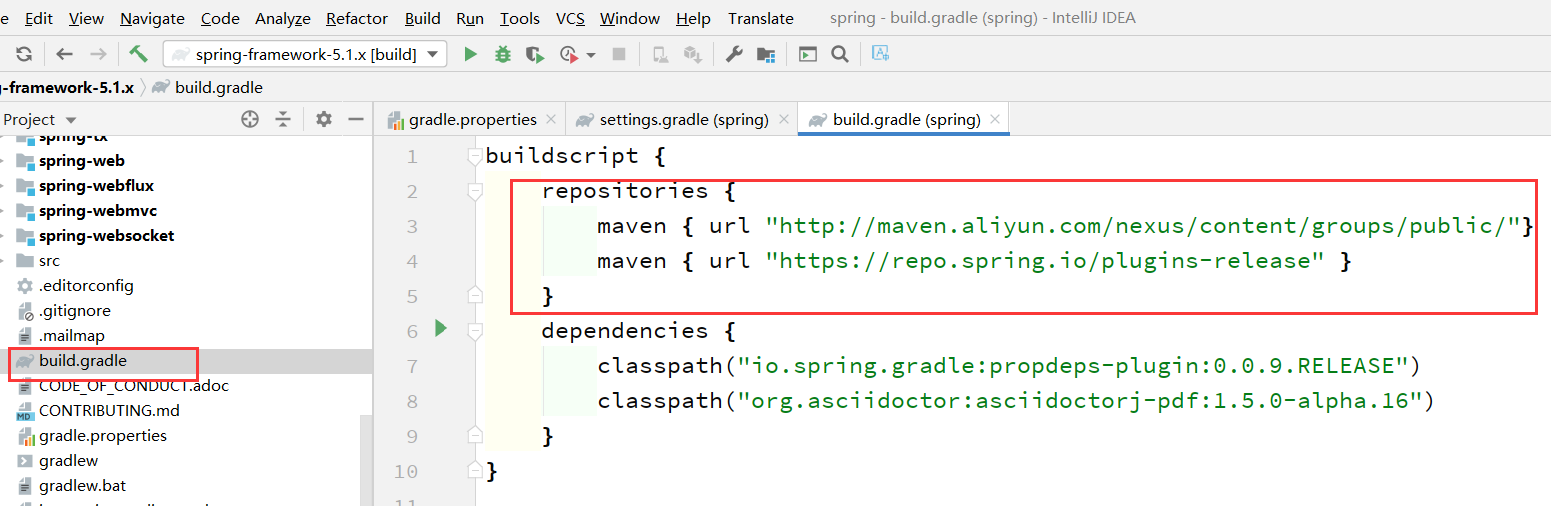 e Edit View Navigate Code Analyze Refactor Build Run Tools VCS Window Help Translate spring - build.gradle (spring) - IntelliJ IDEA
spring-framework-5.1.x [build]
g-framework-5.1.x build.gradle
Project
gradle.properties settings.gradle (spring) build.gradle (spring)
spring-tx
spring-web
spring-webflux
spring-webmvc
spring-websocket
src
.editorconfig
.gitignore
.mailmap
build.gradle
CODE_OF_CONDUCT.adoc
CONTRIBUTING.md
gradle.properties
gradlew
gradlew.bat
1 buildscript {
2 repositories {
3 maven { url "http://maven.aliyun.com/nexus/content/groups/public/"}
4 maven { url "https://repo.spring.io/plugins-release" }
5 }
6 dependencies {
7 classpath("io.spring.gradle:propdeps-plugin:0.0.9.RELEASE")
8 classpath("org.asciidoctor:asciidoctorj-pdf:1.5.0-alpha.16")
9 }
10 }
11